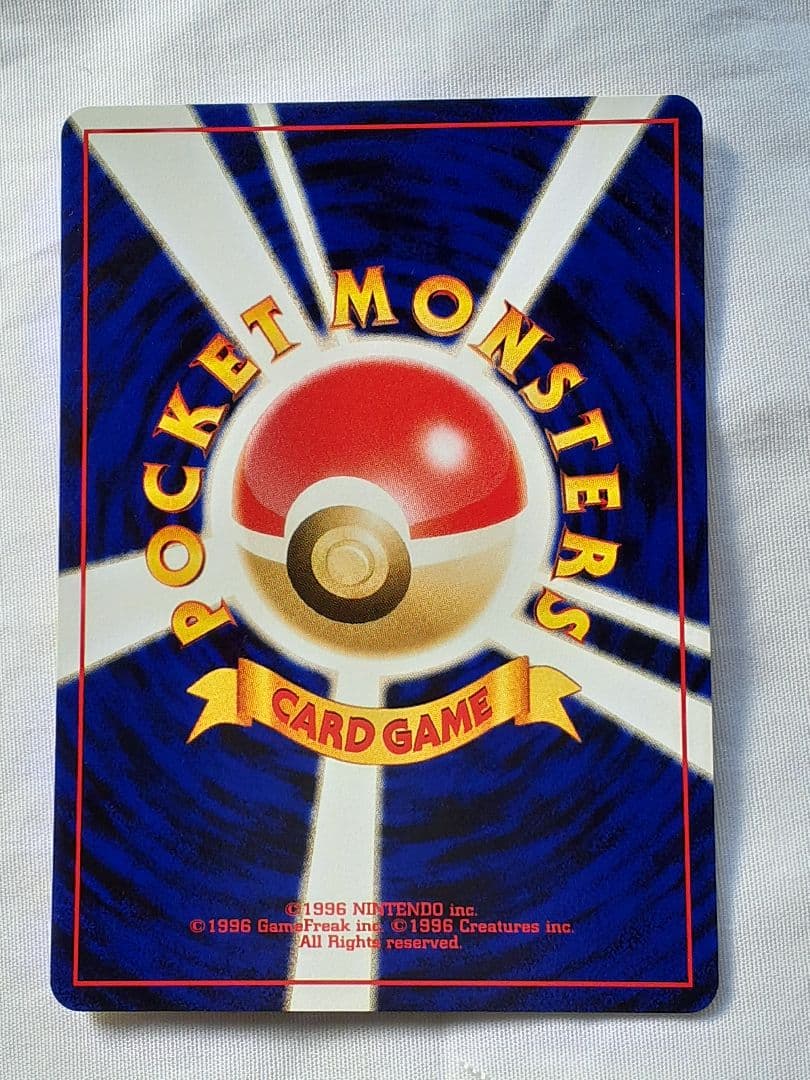 POCKET MONSTERS
CARD GAME
©1996 NINTENDO inc.
©1996 GameFreak inc. ©1996 Creatures inc.
All Rights reserved.